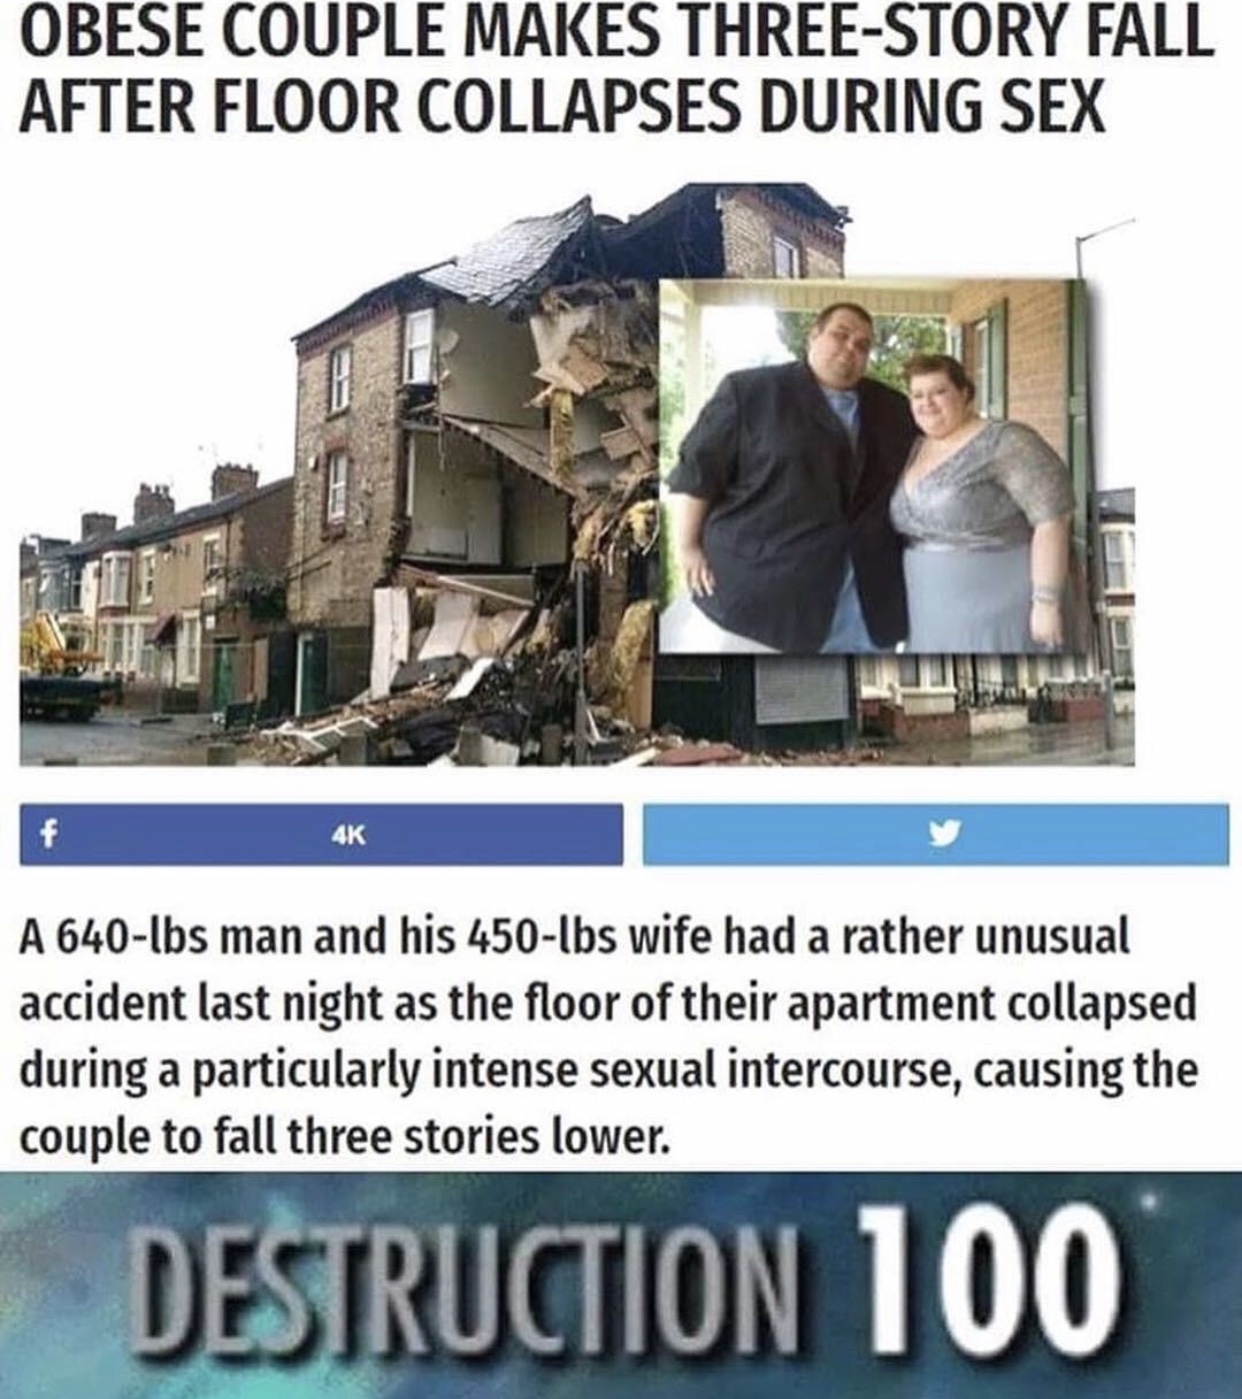 OBESE COUPLE MAKES THREE-STORY FALL
AFTER FLOOR COLLAPSES DURING SEX
f
4K
A 640-lbs man and his 450-lbs wife had a rather unusual
accident last night as the floor of their apartment collapsed
during a particularly intense sexual intercourse, causing the
couple to fall three stories lower.
DESTRUCTION 100